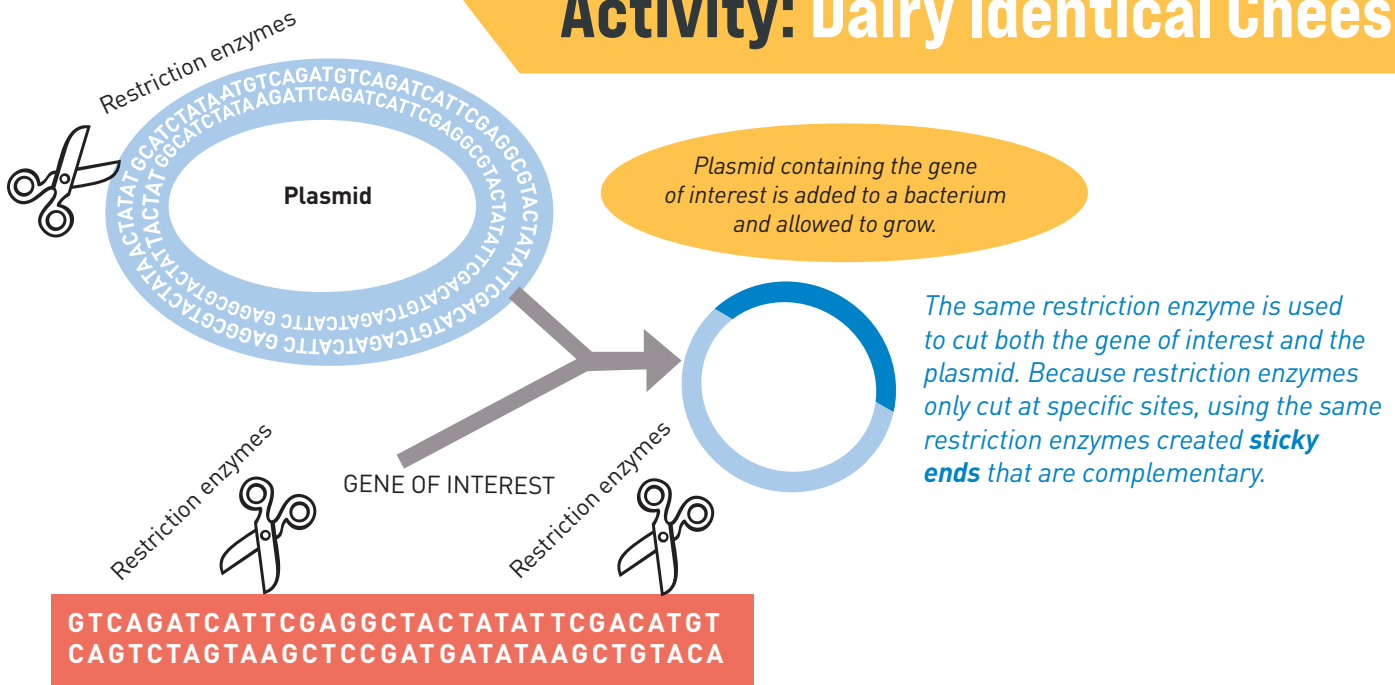 Activity: Dairy Identical Chees
Restriction enzymes
Plasmid
Plasmid containing the gene
of interest is added to a bacterium
and allowed to grow.
The same restriction enzyme is used
to cut both the gene of interest and the
plasmid. Because restriction enzymes
only cut at specific sites, using the same
restriction enzymes created sticky
ends that are complementary.
GENE OF INTEREST
Restriction enzymes
Restriction enzymes
GTCAGATCATTCGAGGCTACTATATTCGACATGT
CAGTCTAGTAAGCTCCGATGATATAAGCTGTACA